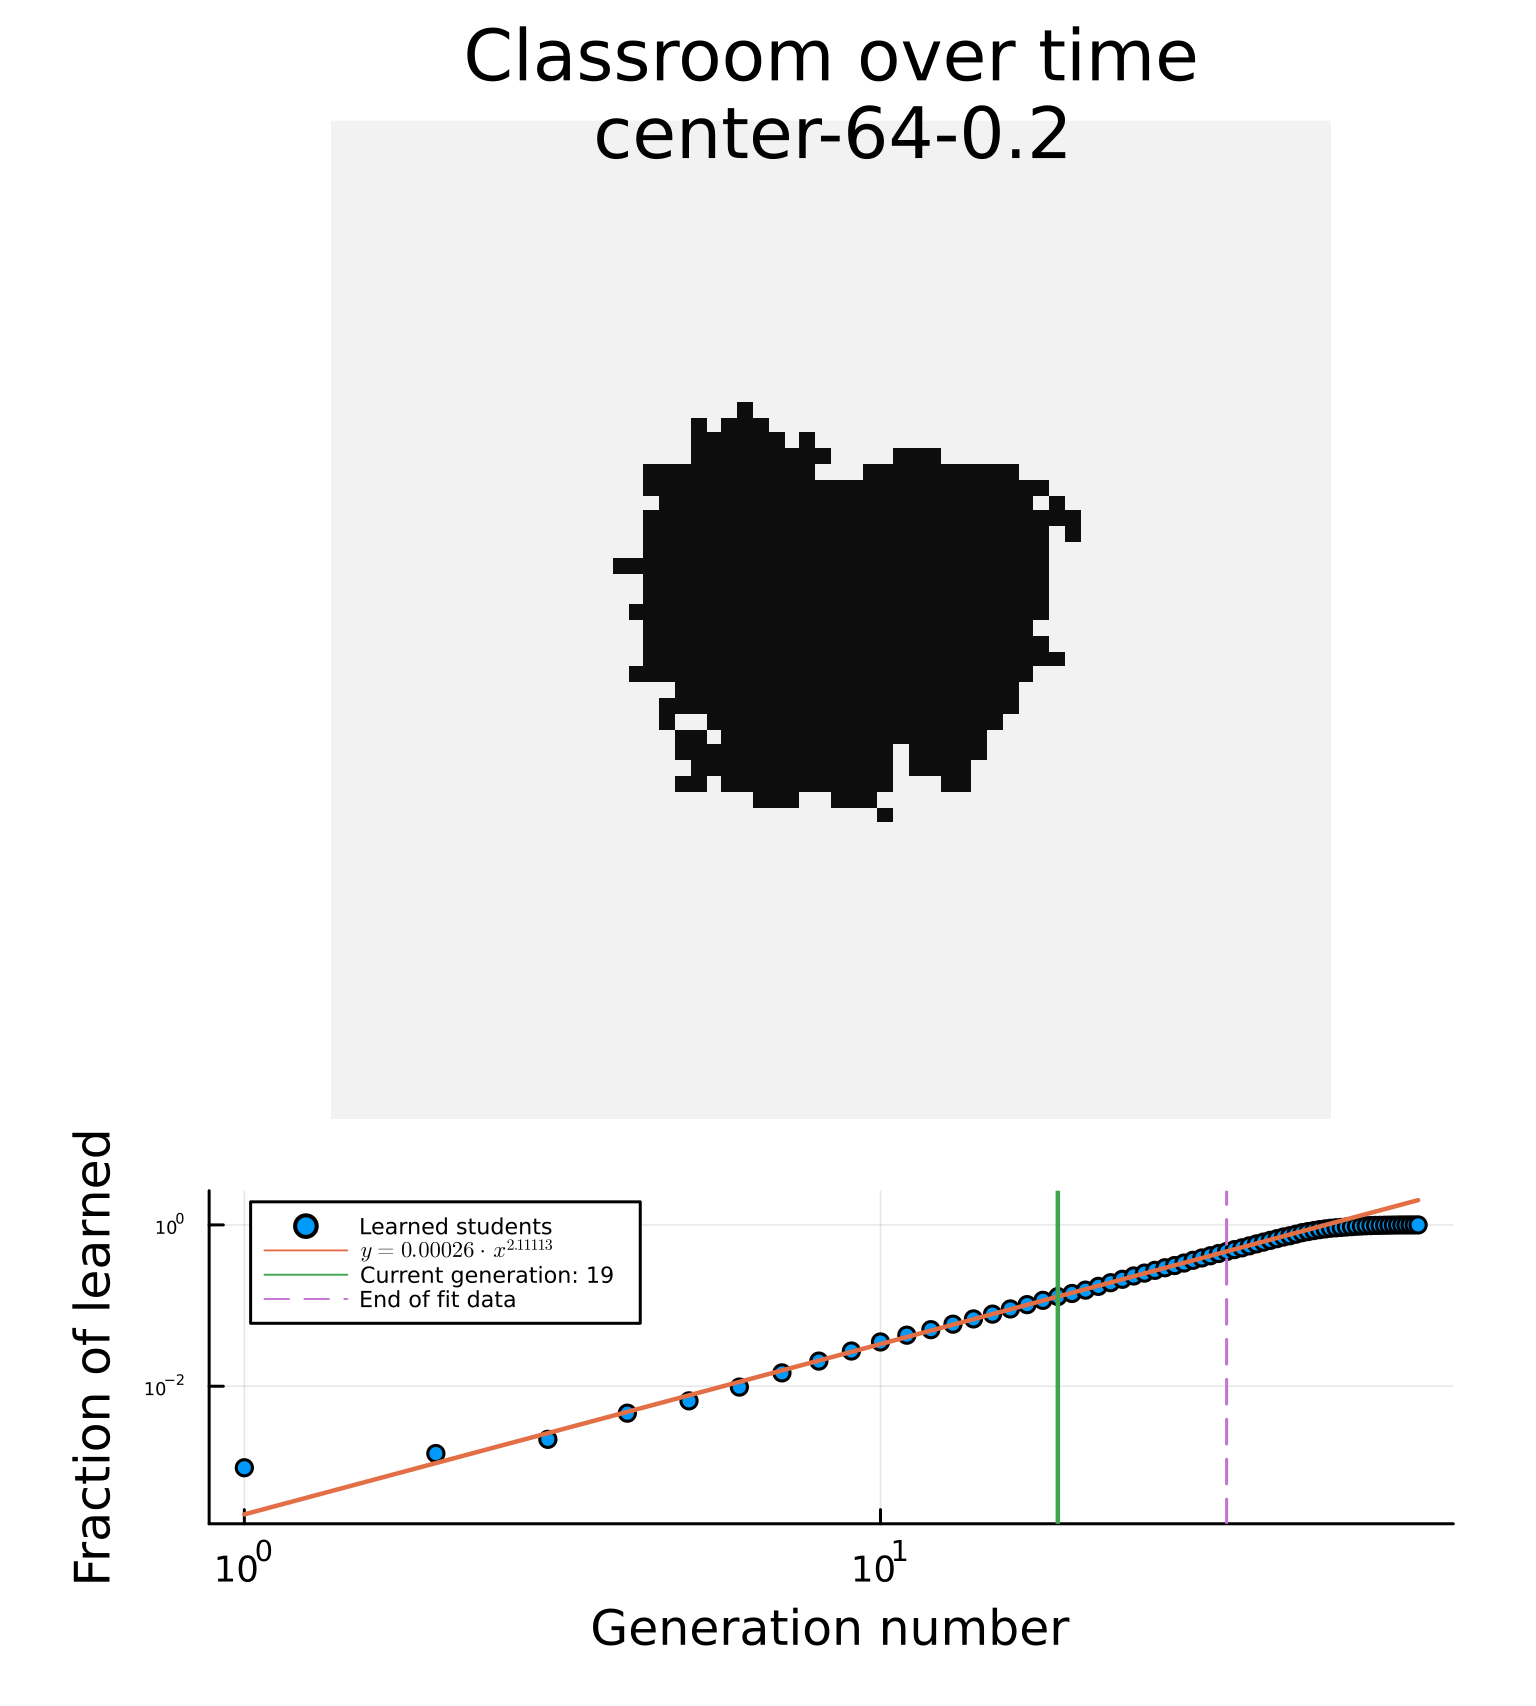 Classroom over time
center-64-0.2
Fraction of learned
10⁰
10⁻²
Learned students
y = 0.00026 · x^2.11113
Current generation: 19
End of fit data
10⁰
10¹
Generation number